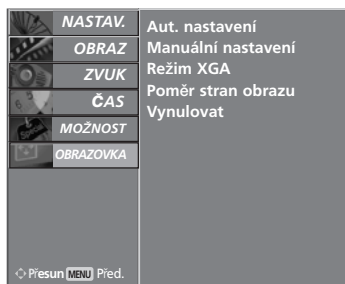 NASTAV.
OBRAZ
ZVUK
ČAS
MOŽNOST
OBRAZOVKA
Přesun MENU Před.
Aut. nastavení
Manuální nastavení
Režim XGA
Poměr stran obrazu
Vynulovat